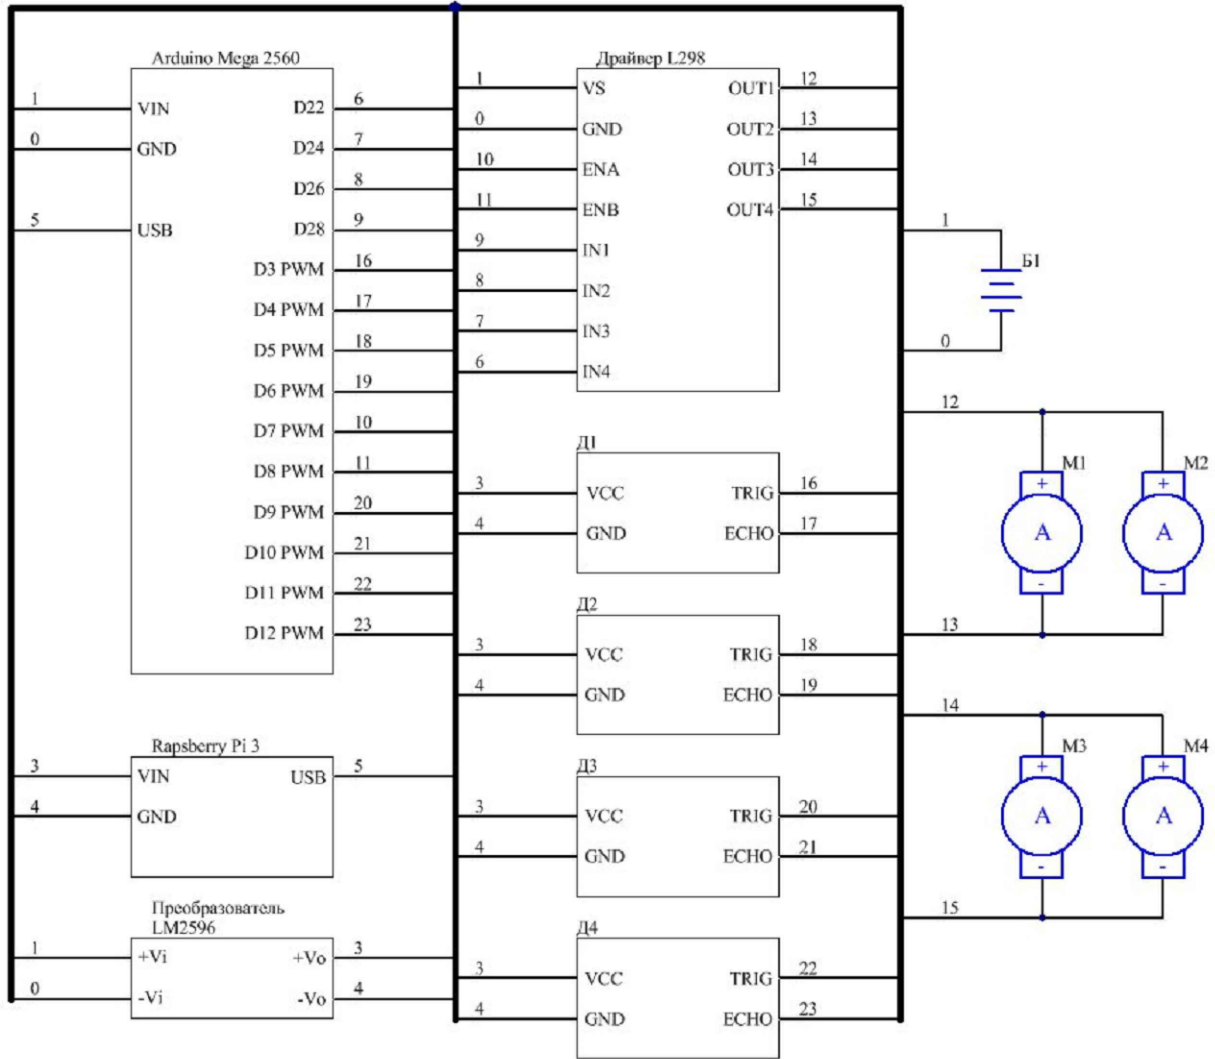 Arduino Mega 2560
1 VIN D22 6
0 GND D24 7
D26 8
5 USB D28 9
D3 PWM 16
D4 PWM 17
D5 PWM 18
D6 PWM 19
D7 PWM 10
D8 PWM 11
D9 PWM 20
D10 PWM 21
D11 PWM 22
D12 PWM 23
Rapsberry Pi 3
3 VIN USB 5
4 GND
Преобразователь
LM2596
1 +Vi +Vo 3
0 -Vi -Vo 4
Драйвер L298
1 VS OUT1 12
0 GND OUT2 13
10 ENA OUT3 14
11 ENB OUT4 15
9 IN1
8 IN2
7 IN3
6 IN4
Д1
3 VCC TRIG 16
4 GND ECHO 17
Д2
3 VCC TRIG 18
4 GND ECHO 19
Д3
3 VCC TRIG 20
4 GND ECHO 21
Д4
3 VCC TRIG 22
4 GND ECHO 23
1
Б1
0
12
M1 M2
+ +
A A
- -
13
14
M3 M4
+ +
A A
- -
15